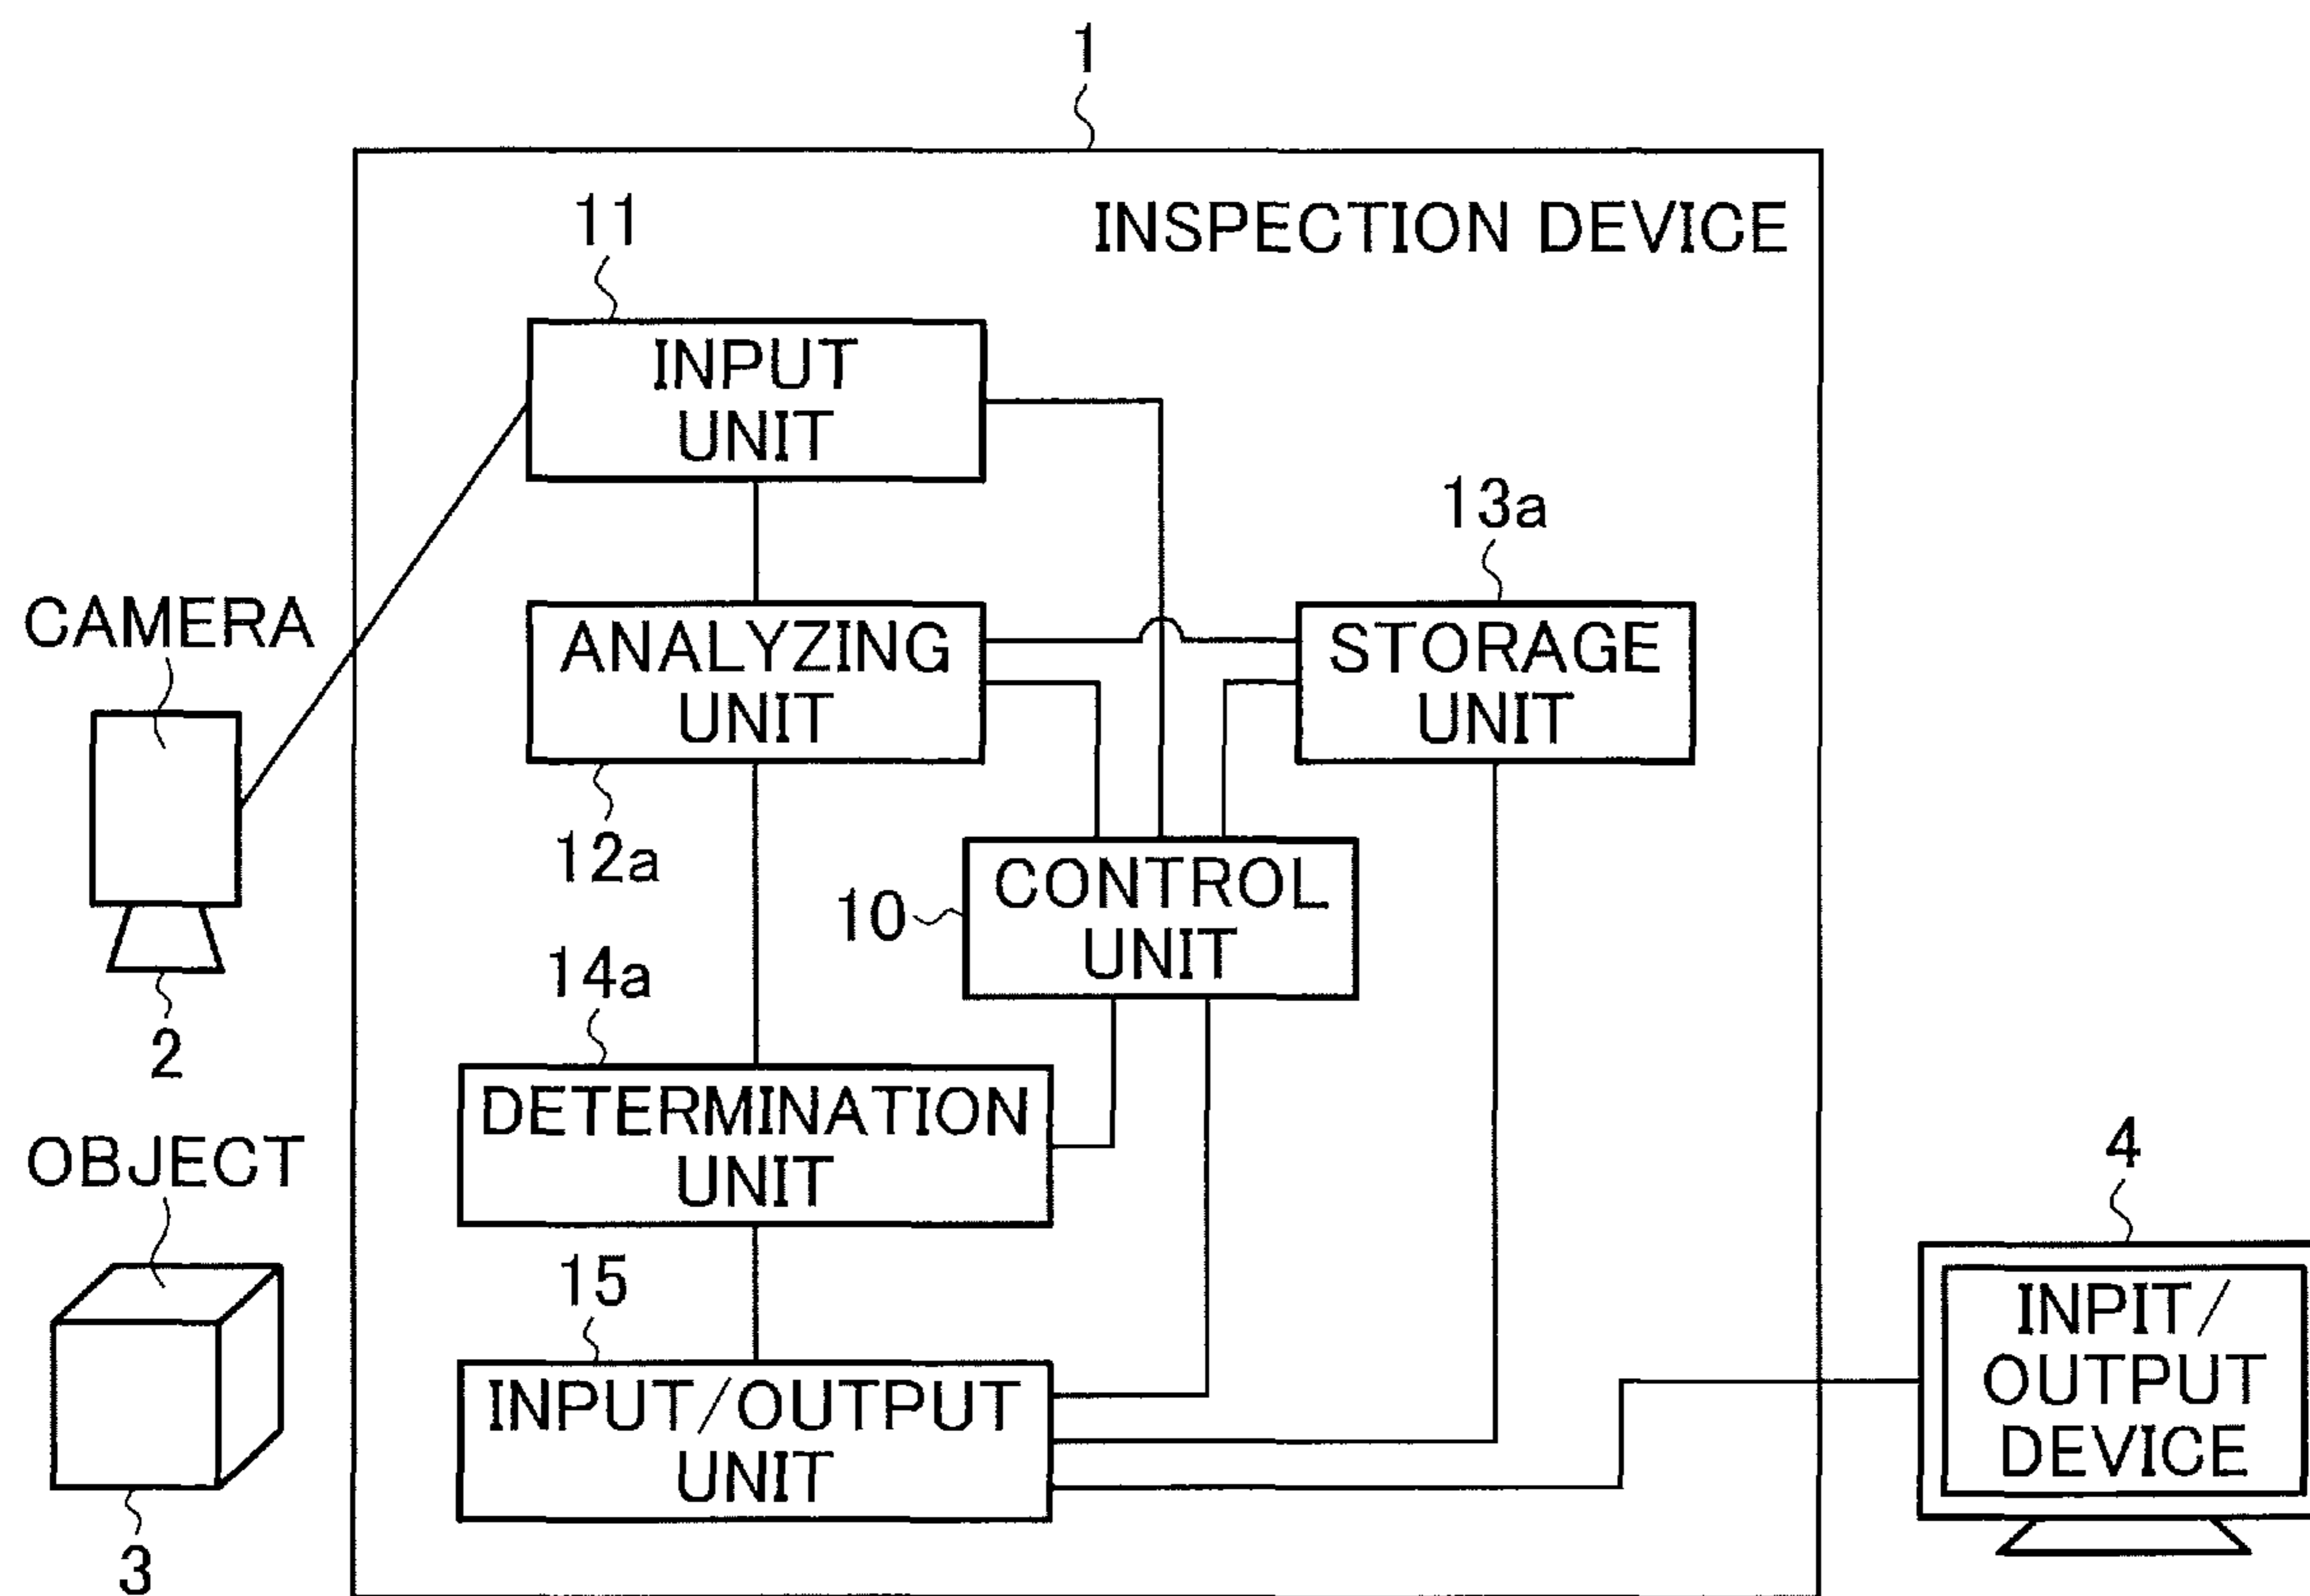 1
INSPECTION DEVICE
11
INPUT
UNIT
13a
CAMERA
ANALYZING
UNIT
STORAGE
UNIT
12a
10
CONTROL
UNIT
2
14a
DETERMINATION
UNIT
OBJECT
3
15
INPUT/OUTPUT
UNIT
4
INPIT/
OUTPUT
DEVICE